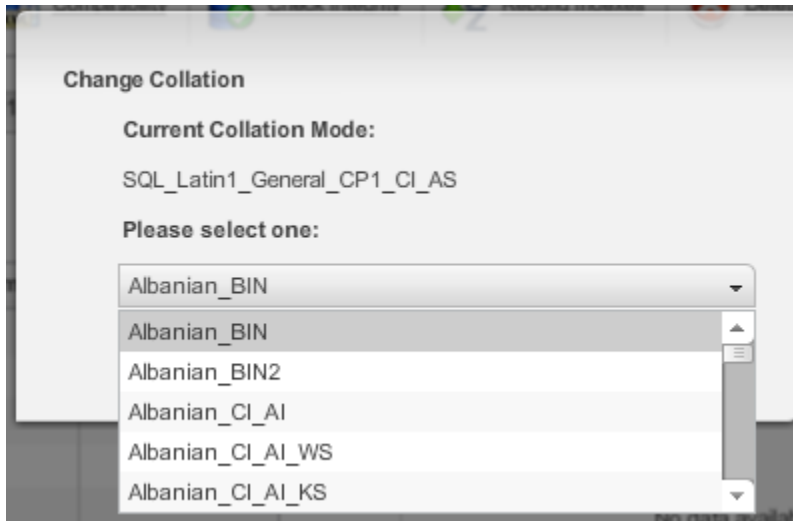 Change Collation
Current Collation Mode:
SQL_Latin1_General_CP1_CI_AS
Please select one:
Albanian_BIN
Albanian_BIN
Albanian_BIN2
Albanian_CI_AI
Albanian_CI_AI_WS
Albanian_CI_AI_KS